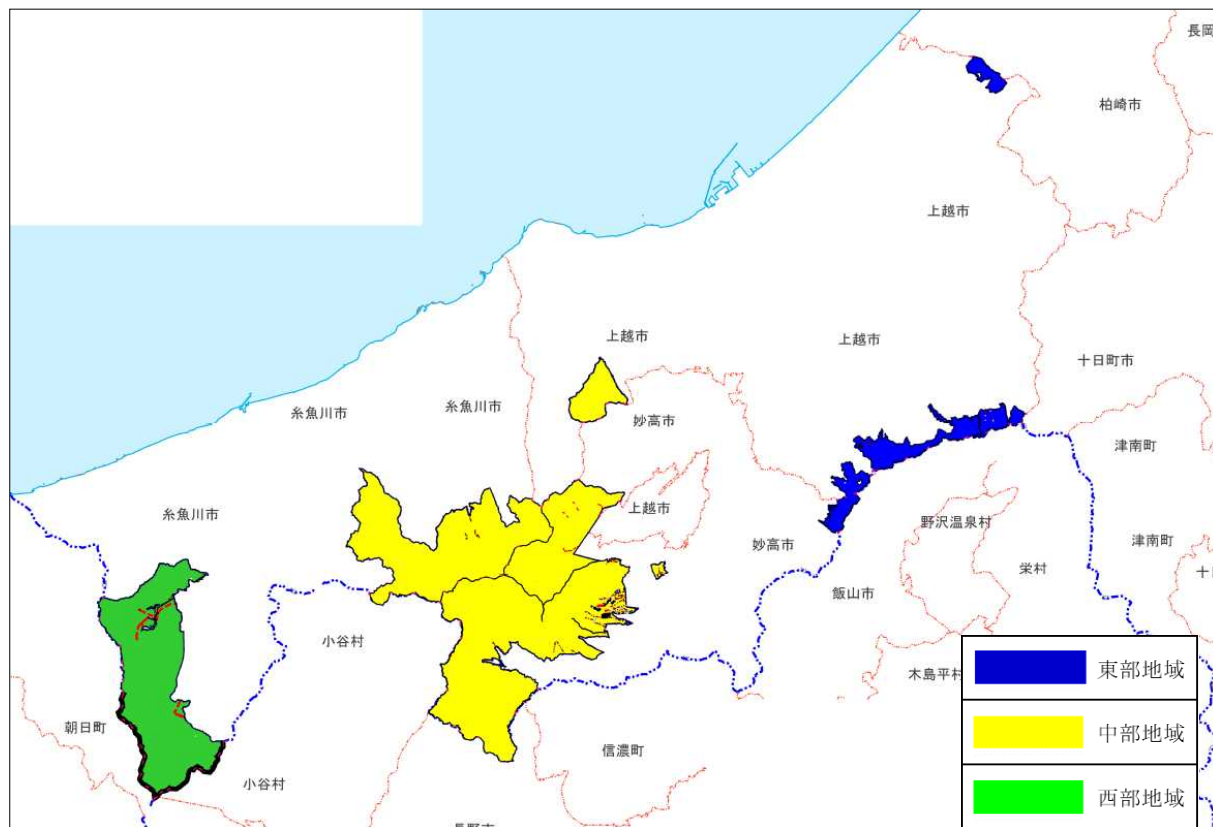 長岡
柏崎市
上越市
上越市
上越市
十日町市
糸魚川市
糸魚川市
妙高市
津南町
上越市
糸魚川市
野沢温泉村
妙高市
津南町
栄村
飯山市
小谷村
木島平村
東部地域
朝日町
中部地域
信濃町
小谷村
西部地域